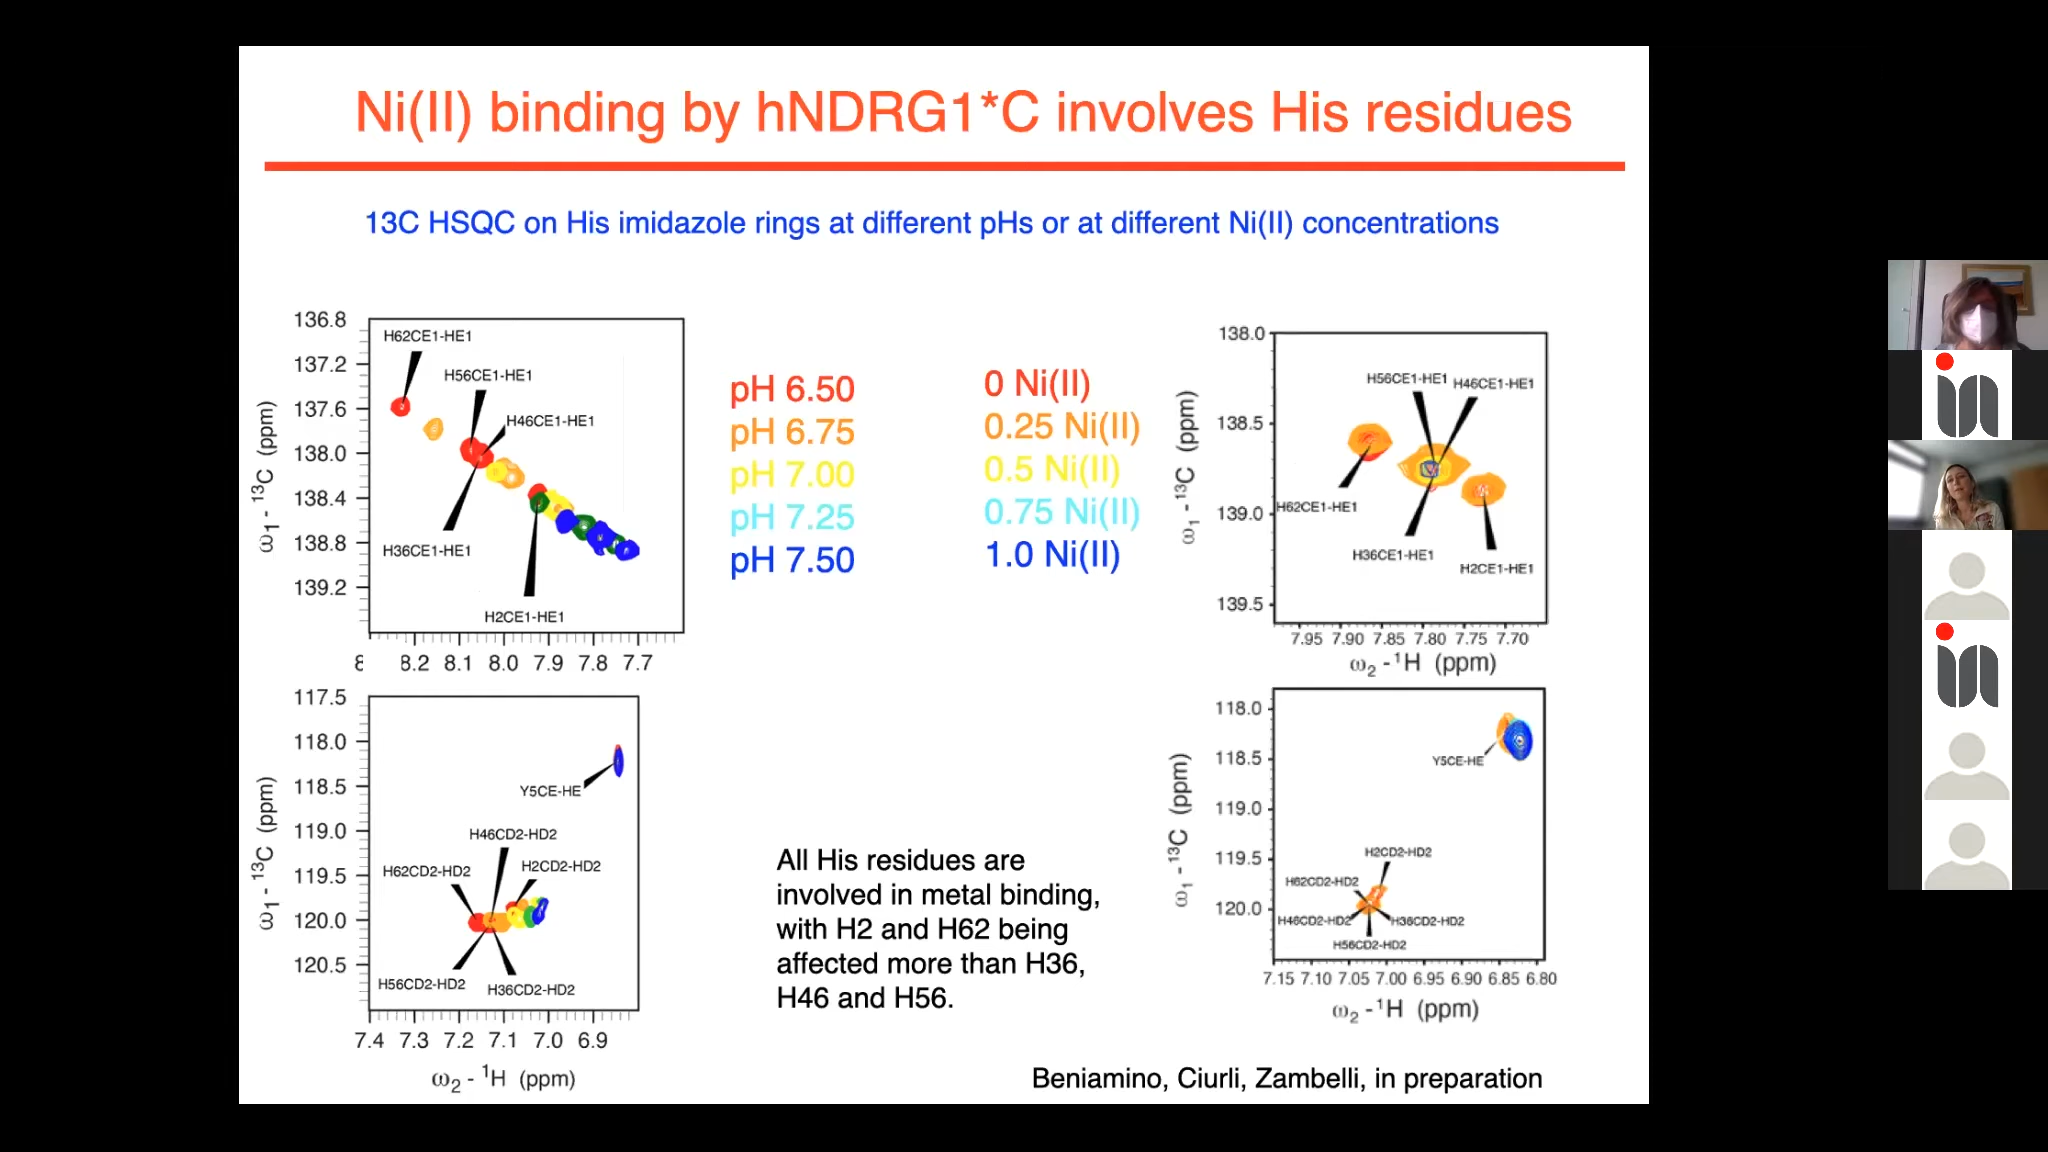 Ni(II) binding by hNDRG1*C involves His residues
13C HSQC on His imidazole rings at different pHs or at different Ni(II) concentrations
136.8
137.2
137.6
138.0
138.4
138.8
139.2
ω1 - 13C (ppm)
H62CE1-HE1
H56CE1-HE1
H46CE1-HE1
H36CE1-HE1
H2CE1-HE1
8 8.2 8.1 8.0 7.9 7.8 7.7
pH 6.50
pH 6.75
pH 7.00
pH 7.25
pH 7.50
0 Ni(II)
0.25 Ni(II)
0.5 Ni(II)
0.75 Ni(II)
1.0 Ni(II)
138.0
138.5
139.0
139.5
ω1 - 13C (ppm)
H56CE1-HE1 H46CE1-HE1
H62CE1-HE1
H36CE1-HE1
H2CE1-HE1
7.95 7.90 7.85 7.80 7.75 7.70
ω2 - 1H (ppm)
117.5
118.0
118.5
119.0
119.5
120.0
120.5
ω1 - 13C (ppm)
Y5CE-HE
H46CD2-HD2
H62CD2-HD2
H2CD2-HD2
H56CD2-HD2
H36CD2-HD2
7.4 7.3 7.2 7.1 7.0 6.9
ω2 - 1H (ppm)
All His residues are
involved in metal binding,
with H2 and H62 being
affected more than H36,
H46 and H56.
118.0
118.5
119.0
119.5
120.0
ω1 - 13C (ppm)
Y5CE-HE
H2CD2-HD2
H62CD2-HD2
H46CD2-HD2
H36CD2-HD2
H56CD2-HD2
7.15 7.10 7.05 7.00 6.95 6.90 6.85 6.80
ω2 - 1H (ppm)
Beniamino, Ciurli, Zambelli, in preparation